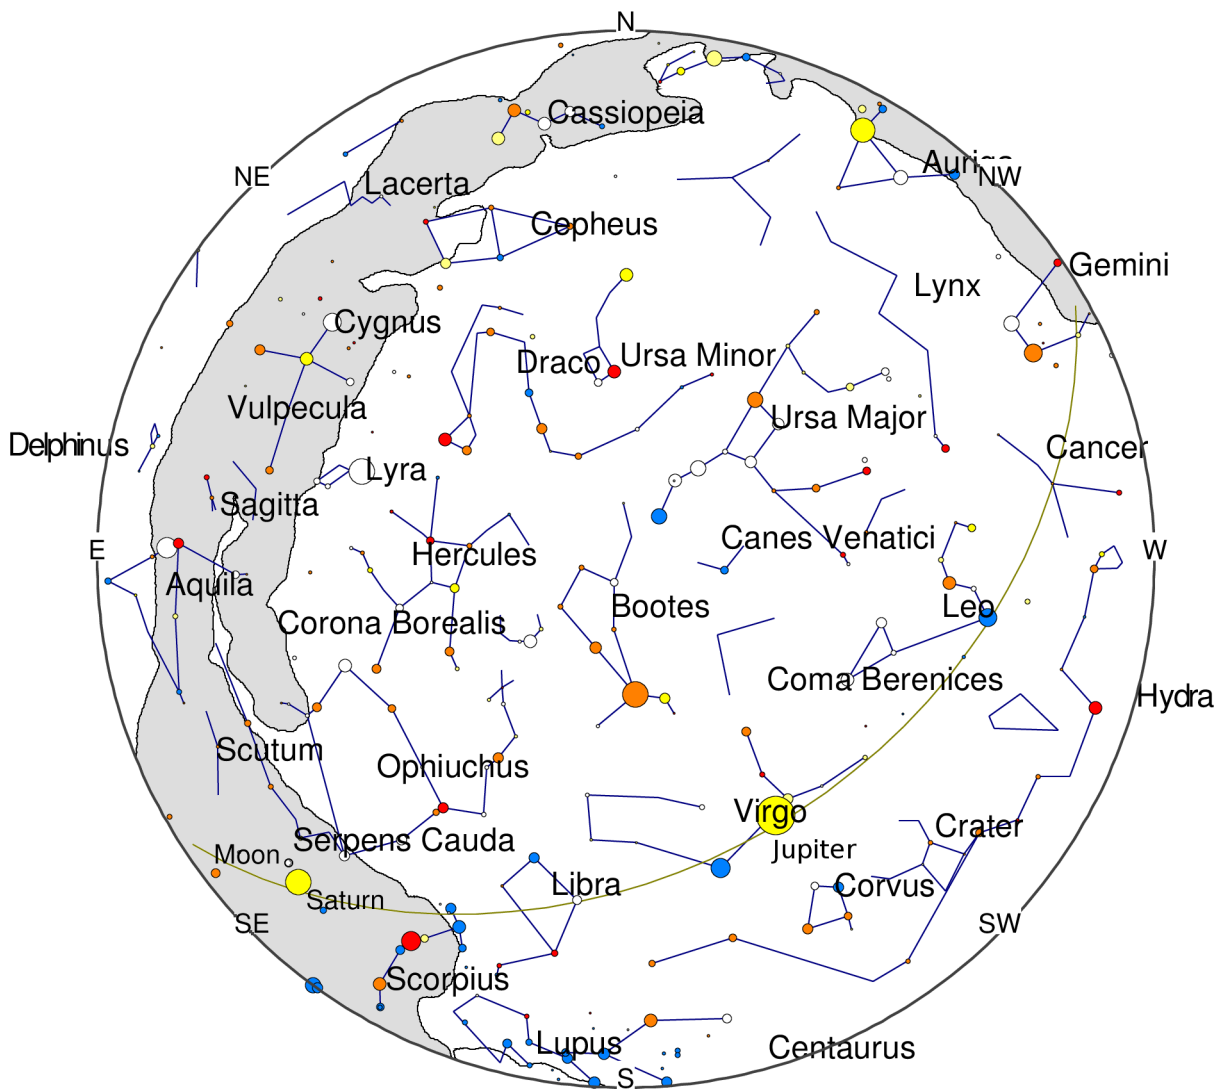 N
Cassiopeia
Auriga
NE
NW
Lacerta
Cepheus
Gemini
Lynx
Cygnus
Draco
Ursa Minor
Vulpecula
Ursa Major
Delphinus
Cancer
Lyra
Sagitta
Canes Venatici
E
Hercules
W
Aquila
Bootes
Leo
Corona Borealis
Coma Berenices
Hydra
Scutum
Ophiuchus
Virgo
Crater
Serpens Cauda
Jupiter
Moon
Libra
Corvus
Saturn
SE
SW
Scorpius
Lupus
Centaurus
S